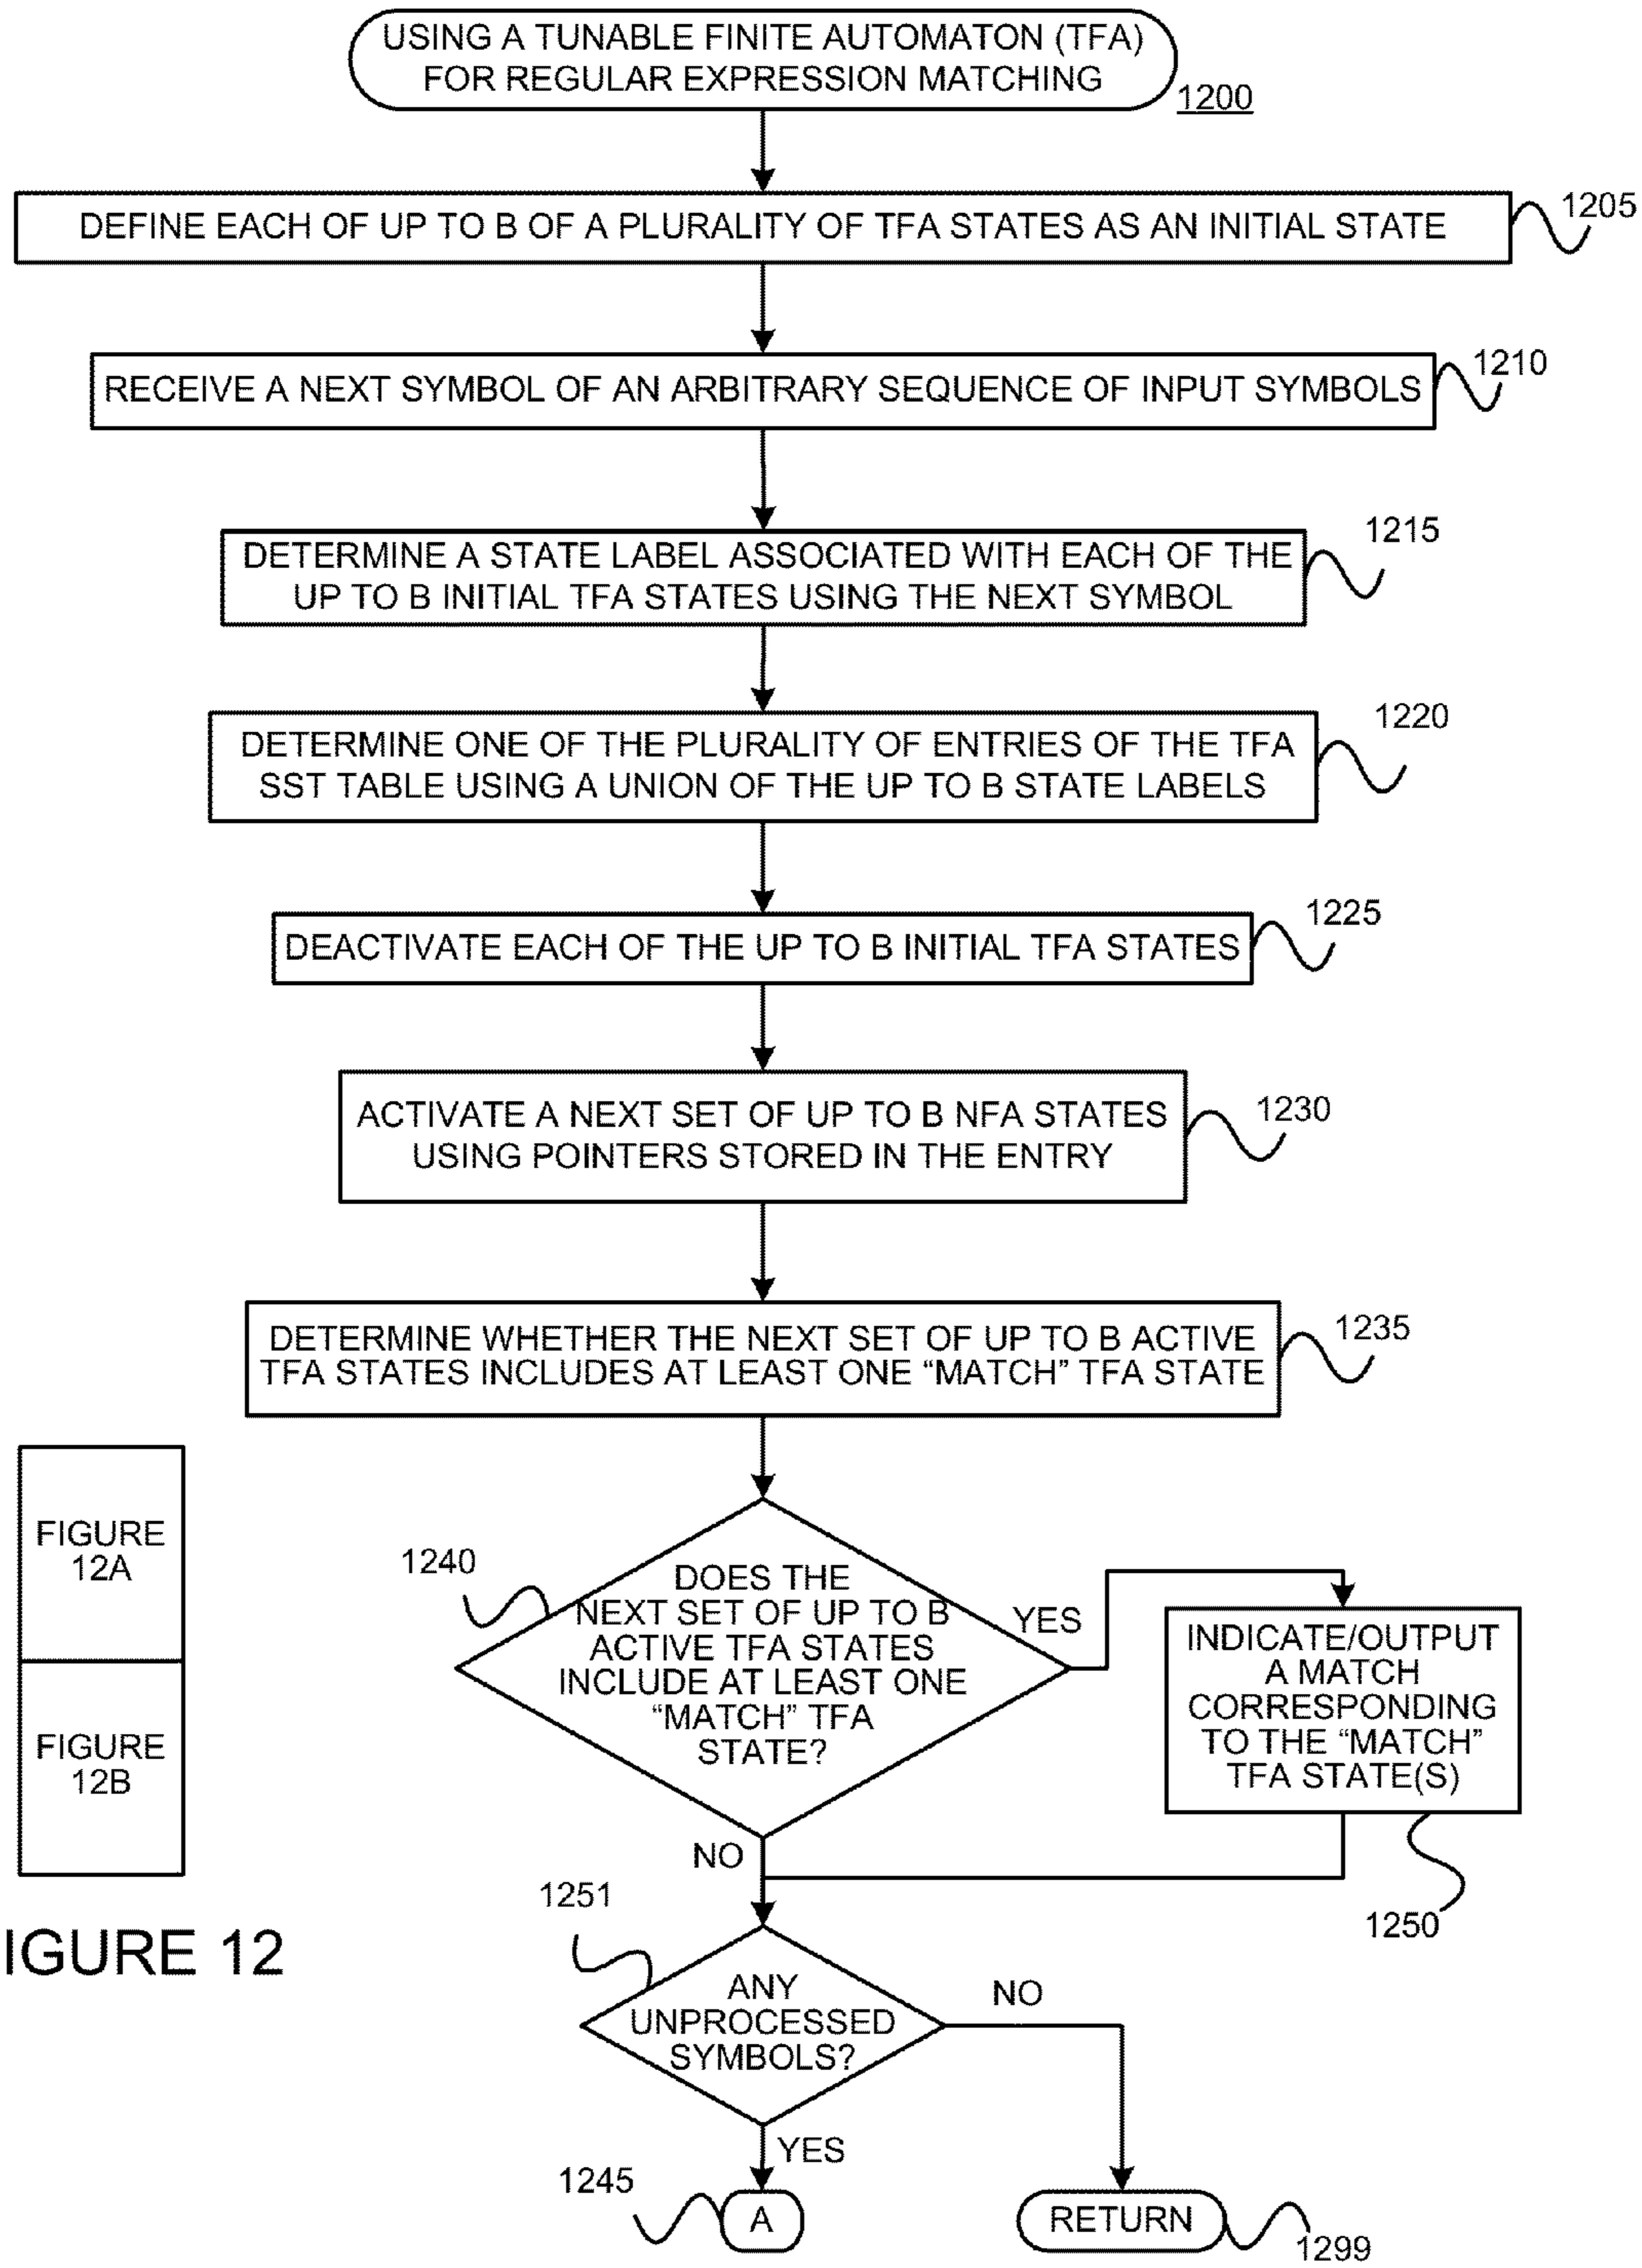 USING A TUNABLE FINITE AUTOMATON (TFA)
FOR REGULAR EXPRESSION MATCHING
1200
DEFINE EACH OF UP TO B OF A PLURALITY OF TFA STATES AS AN INITIAL STATE
1205
RECEIVE A NEXT SYMBOL OF AN ARBITRARY SEQUENCE OF INPUT SYMBOLS
1210
DETERMINE A STATE LABEL ASSOCIATED WITH EACH OF THE
UP TO B INITIAL TFA STATES USING THE NEXT SYMBOL
1215
DETERMINE ONE OF THE PLURALITY OF ENTRIES OF THE TFA
SST TABLE USING A UNION OF THE UP TO B STATE LABELS
1220
DEACTIVATE EACH OF THE UP TO B INITIAL TFA STATES
1225
ACTIVATE A NEXT SET OF UP TO B NFA STATES
USING POINTERS STORED IN THE ENTRY
1230
DETERMINE WHETHER THE NEXT SET OF UP TO B ACTIVE
TFA STATES INCLUDES AT LEAST ONE “MATCH” TFA STATE
1235
FIGURE
12A
FIGURE
12B
IGURE 12
1240
DOES THE
NEXT SET OF UP TO B
ACTIVE TFA STATES
INCLUDE AT LEAST ONE
“MATCH” TFA
STATE?
YES
INDICATE/OUTPUT
A MATCH
CORRESPONDING
TO THE “MATCH”
TFA STATE(S)
1250
NO
1251
ANY
UNPROCESSED
SYMBOLS?
NO
YES
1245
A
RETURN
1299